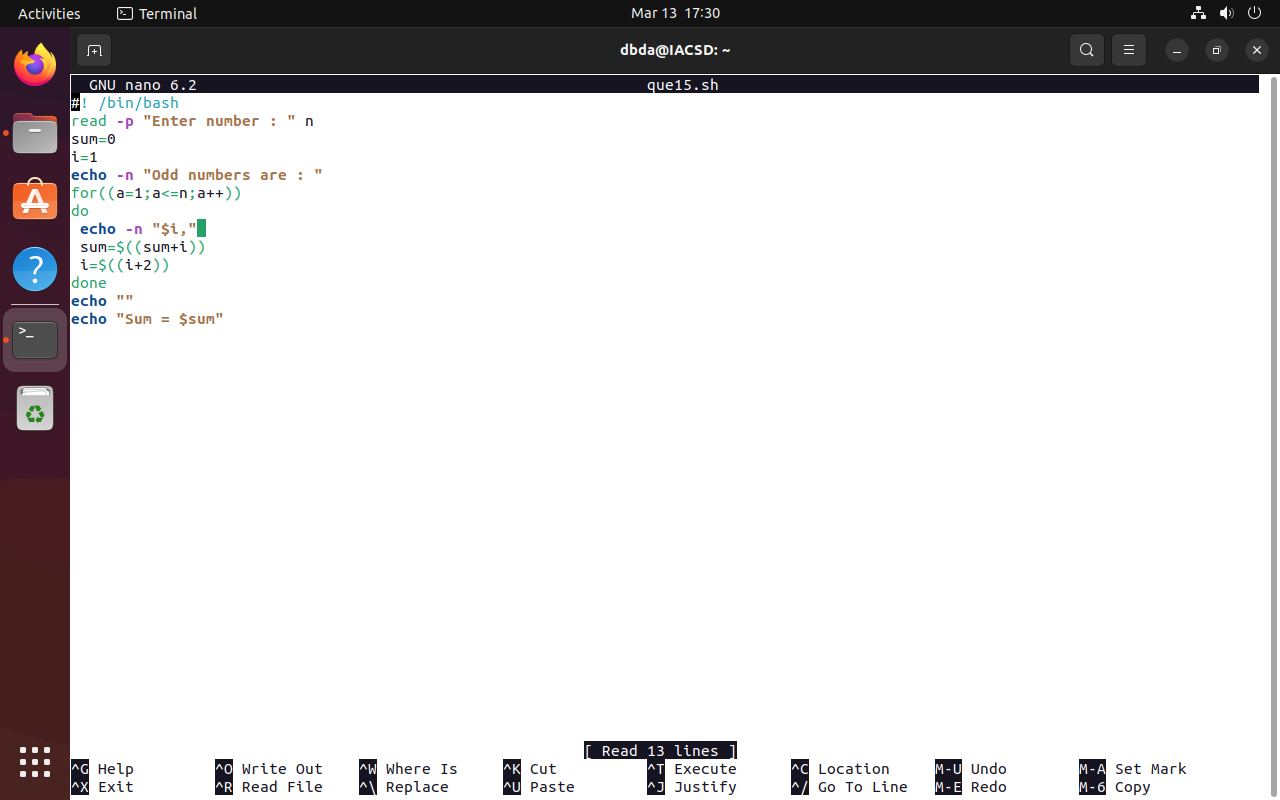 Activities Terminal Mar 13 17:30
dbda@IACSD: ~
GNU nano 6.2 que15.sh
#! /bin/bash
read -p "Enter number : " n
sum=0
i=1
echo -n "Odd numbers are : "
for((a=1;a<=n;a++))
do
 echo -n "$i,"
 sum=$((sum+i))
 i=$((i+2))
done
echo ""
echo "Sum = $sum"
[ Read 13 lines ]
^G Help ^O Write Out ^W Where Is ^K Cut ^T Execute ^C Location M-U Undo M-A Set Mark
^X Exit ^R Read File ^\ Replace ^U Paste ^J Justify ^/ Go To Line M-E Redo M-6 Copy